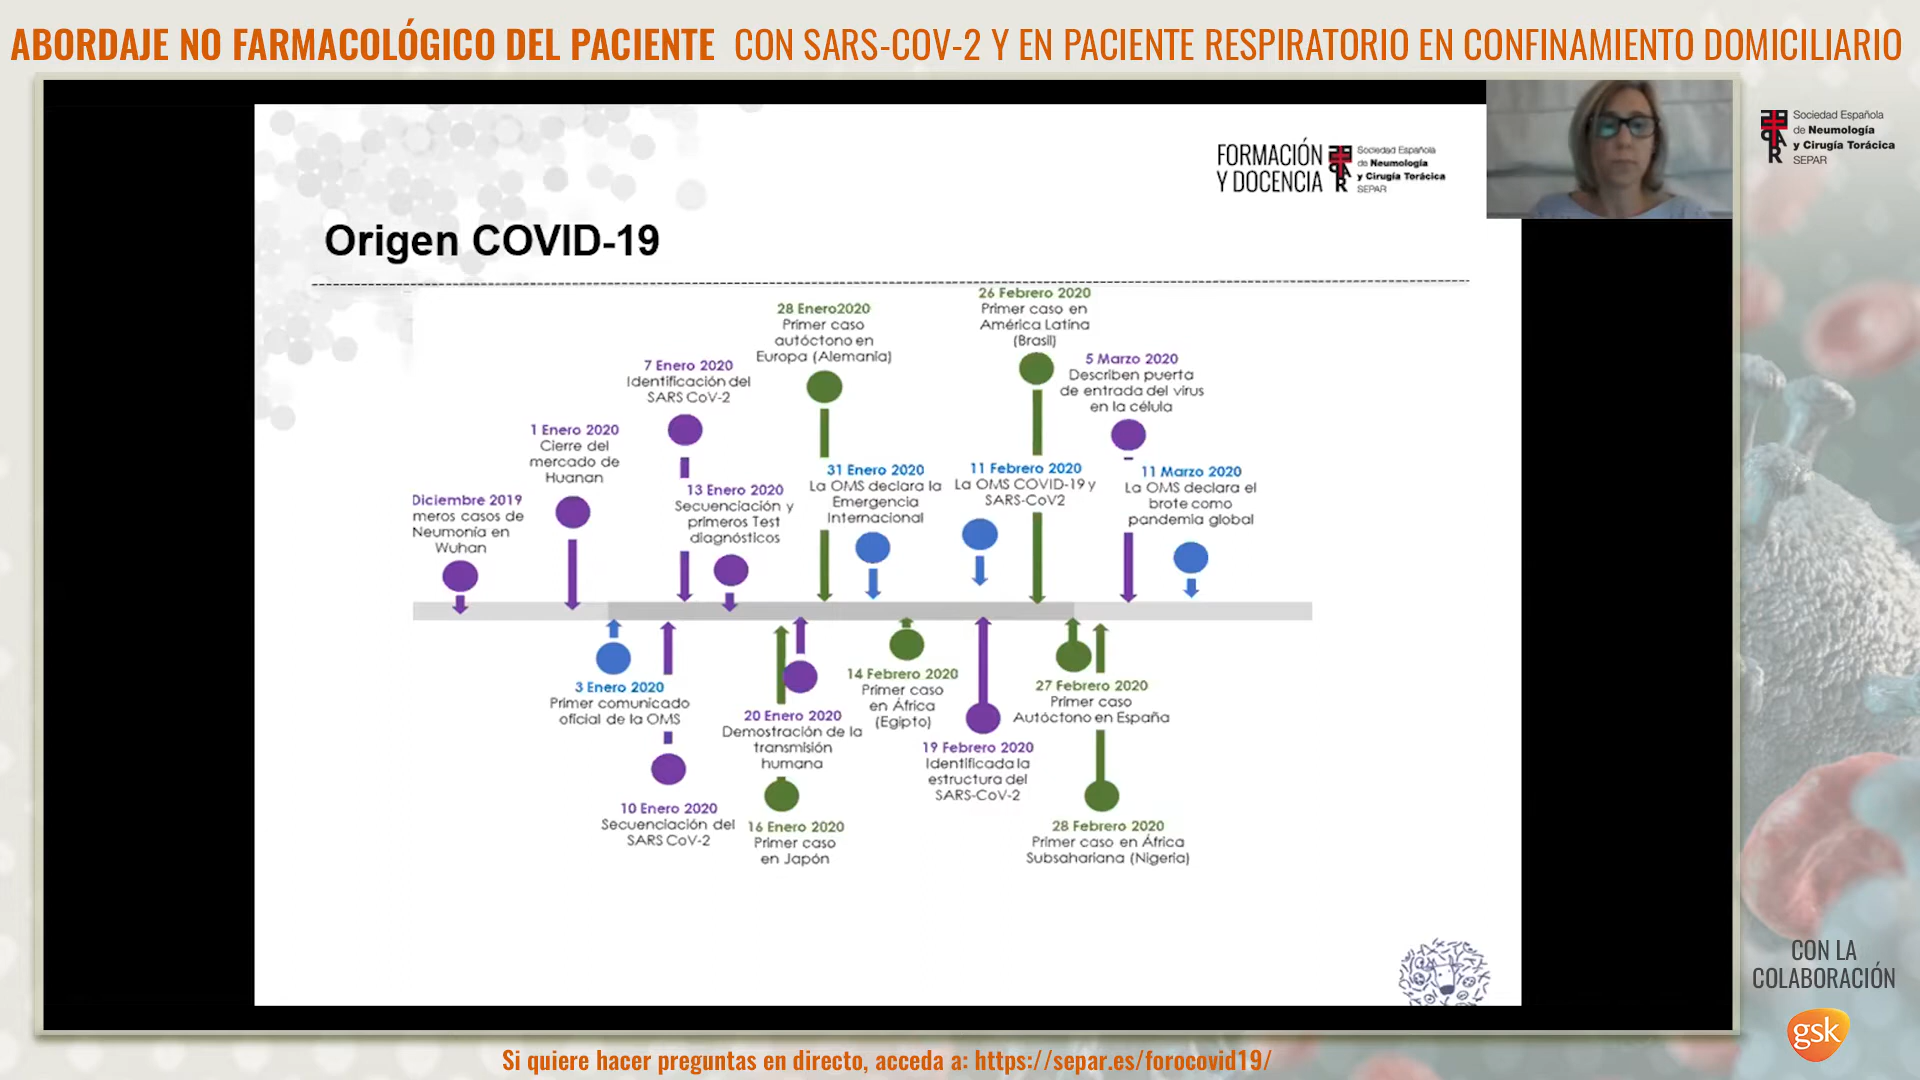 ABORDAJE NO FARMACOLÓGICO DEL PACIENTE CON SARS-COV-2 Y EN PACIENTE RESPIRATORIO EN CONFINAMIENTO DOMICILIARIO
Sociedad Española
de Neumología
y Cirugía Torácica
SEPAR
FORMACIÓN
Y DOCENCIA
Sociedad Española
de Neumología
y Cirugía Torácica
SEPAR
Origen COVID-19
Diciembre 2019
meros casos de
Neumonía en
Wuhan
1 Enero 2020
Cierre del
mercado de
Huanan
7 Enero 2020
Identificación del
SARS CoV-2
13 Enero 2020
Secuenciación y
primeros Test
diagnósticos
28 Enero2020
Primer caso
autóctono en
Europa (Alemania)
31 Enero 2020
La OMS declara la
Emergencia
Internacional
11 Febrero 2020
La OMS COVID-19 y
SARS-CoV2
26 Febrero 2020
Primer caso en
América Latina
(Brasil)
5 Marzo 2020
Describen puerta
de entrada del virus
en la célula
11 Marzo 2020
La OMS declara el
brote como
pandemia global
3 Enero 2020
Primer comunicado
oficial de la OMS
10 Enero 2020
Secuenciación del
SARS CoV-2
20 Enero 2020
Demostración de la
transmisión
humana
16 Enero 2020
Primer caso
en Japón
14 Febrero 2020
Primer caso
en África
(Egipto)
19 Febrero 2020
Identificada la
estructura del
SARS-CoV-2
27 Febrero 2020
Primer caso
Autóctono en España
28 Febrero 2020
Primer caso en África
Subsahariana (Nigeria)
CON LA
COLABORACIÓN
gsk
Si quiere hacer preguntas en directo, acceda a: https://separ.es/forocovid19/